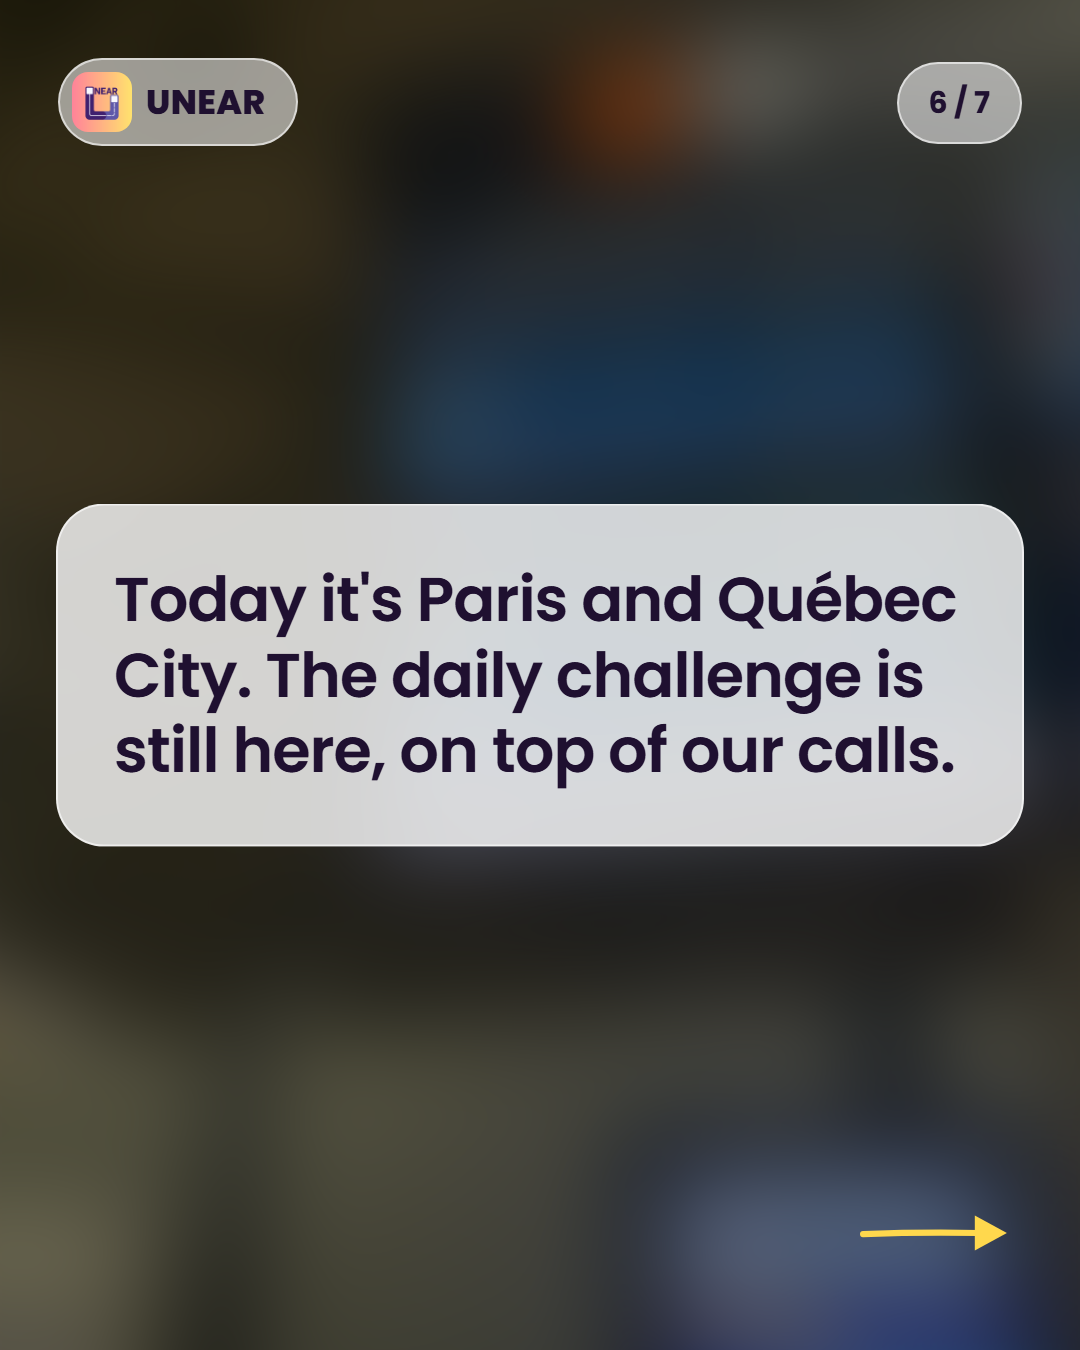 UNEAR
UNEAR
6 / 7
Today it's Paris and Québec
City. The daily challenge is
still here, on top of our calls.